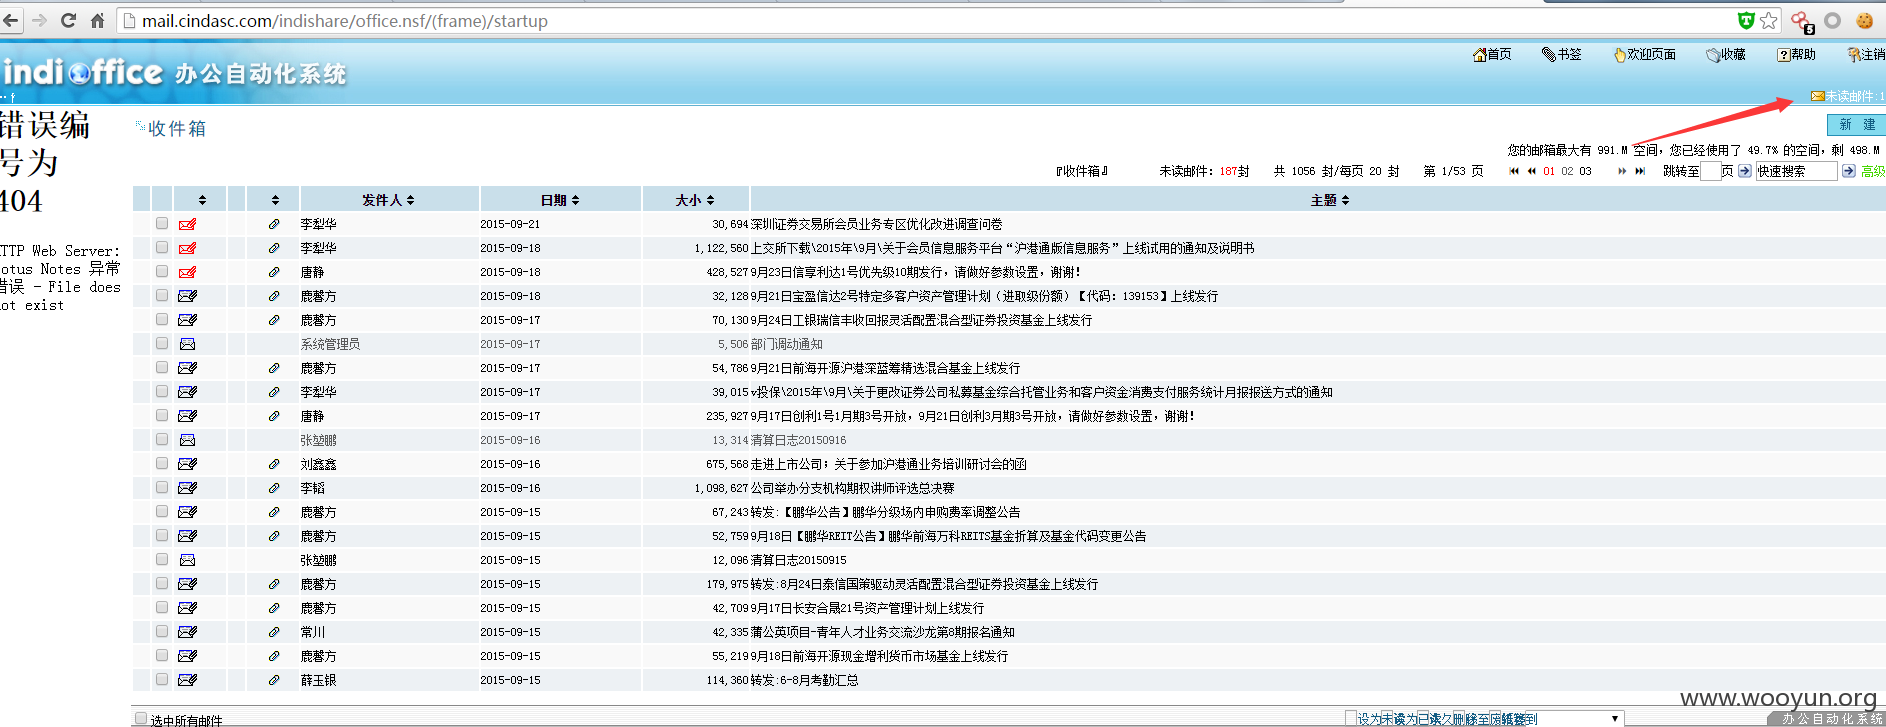 mail.cindasc.com/indishare/office.nsf/(frame)/startup
5
indiOffice 办公自动化系统
首页 书签 欢迎页面 收藏 帮助 注销
未读邮件:1
错误编
号为
404
TTP Web Server:
otus Notes 异常
错误 - File does
ot exist
收件箱
新 建
您的邮箱最大有 991.M 空间, 您已经使用了 49.7% 的空间, 剩 498.M
『收件箱』 未读邮件: 187封 共 1056 封/每页 20 封 第 1/53 页 01 02 03 跳转至 页 快速搜索 高级
发件人 日期 大小 主题
李犁华 2015-09-21 30,694 深圳证券交易所会员业务专区优化改进调查问卷
李犁华 2015-09-18 1,122,560 上交所下载\2015年\9月\关于会员信息服务平台“沪港通版信息服务”上线试用的通知及说明书
唐静 2015-09-18 428,527 9月23日信享利达1号优先级10期发行, 请做好参数设置, 谢谢!
鹿馨方 2015-09-18 32,128 9月21日宝盈信达2号特定多客户资产管理计划（进取级份额）【代码: 139153】上线发行
鹿馨方 2015-09-17 70,130 9月24日工银瑞信丰收回报灵活配置混合型证券投资基金上线发行
系统管理员 2015-09-17 5,506 部门调动通知
鹿馨方 2015-09-17 54,786 9月21日前海开源沪港深蓝筹精选混合基金上线发行
李犁华 2015-09-17 39,015 v投保\2015年\9月\关于更改证券公司私募基金综合托管业务和客户资金消费支付服务统计月报报送方式的通知
唐静 2015-09-17 235,927 9月17日创利1号1月期3号开放, 9月21日创利3月期3号开放, 请做好参数设置, 谢谢!
张堃鹏 2015-09-16 13,314 清算日志20150916
刘鑫鑫 2015-09-16 675,568 走进上市公司; 关于参加沪港通业务培训研讨会的函
李韬 2015-09-16 1,098,627 公司举办分支机构期权讲师评选总决赛
鹿馨方 2015-09-15 67,243 转发:【鹏华公告】鹏华分级场内申购费率调整公告
鹿馨方 2015-09-15 52,759 9月18日【鹏华REIT公告】鹏华前海万科REITS基金折算及基金代码变更公告
张堃鹏 2015-09-15 12,096 清算日志20150915
鹿馨方 2015-09-15 179,975 转发:8月24日泰信国策驱动灵活配置混合型证券投资基金上线发行
鹿馨方 2015-09-15 42,709 9月17日长安合晟21号资产管理计划上线发行
常川 2015-09-15 42,335 蒲公英项目-青年人才业务交流沙龙第8期报名通知
鹿馨方 2015-09-15 55,219 9月18日前海开源现金增利货币市场基金上线发行
薛玉银 2015-09-15 114,360 转发:6-8月考勤汇总
选中所有邮件
设为未读 为已读
www.wooyun.org
办公自动化系统